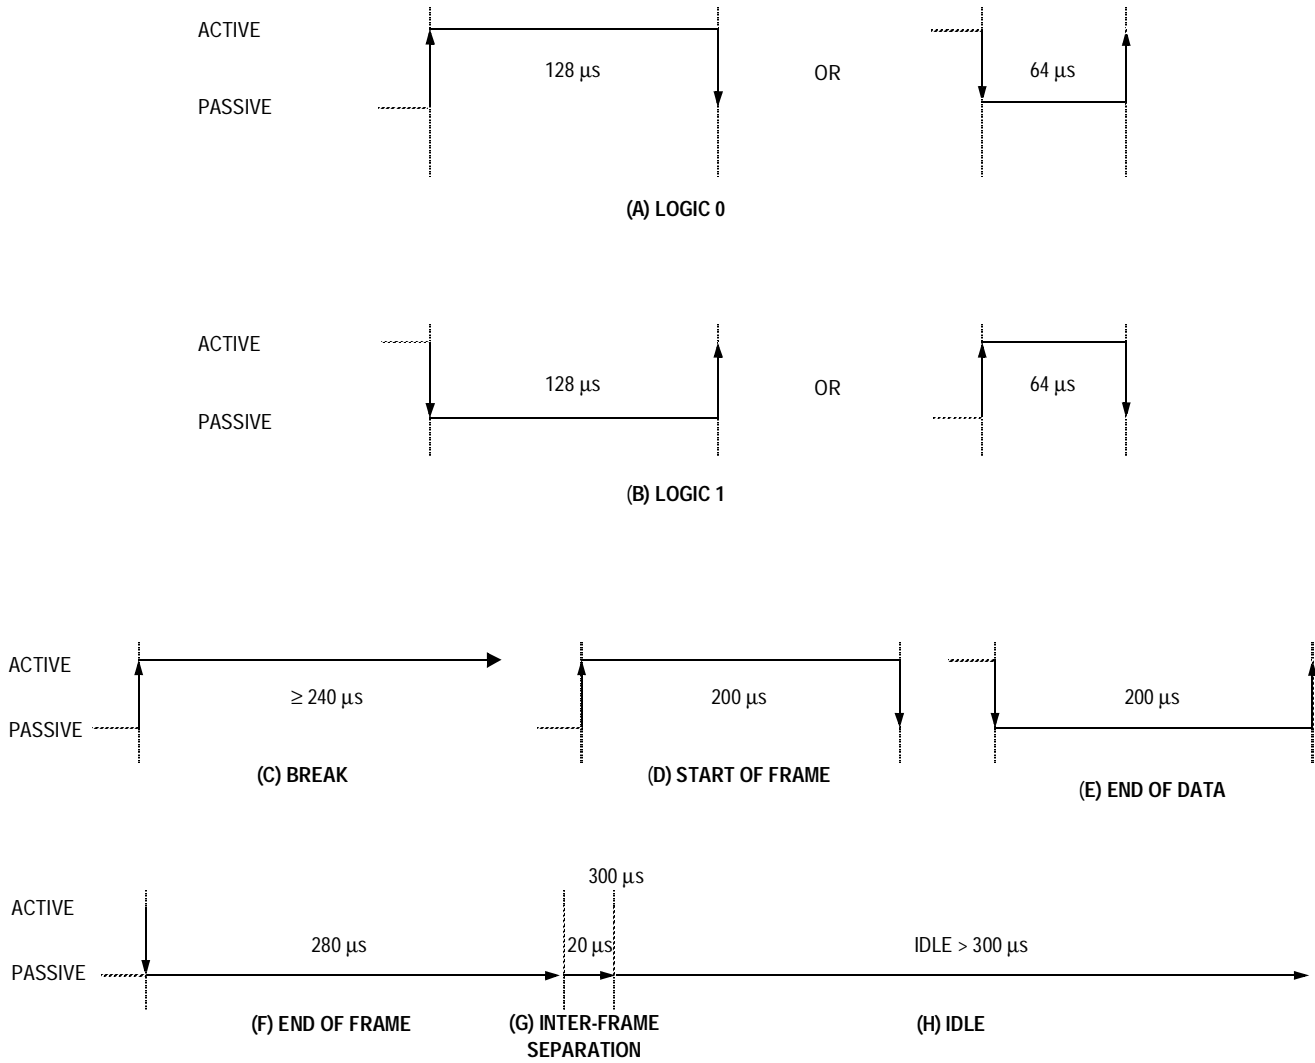 ACTIVE
128 μs
OR
64 μs
PASSIVE
(A) LOGIC 0
ACTIVE
128 μs
OR
64 μs
PASSIVE
(B) LOGIC 1
ACTIVE
≥ 240 μs
200 μs
200 μs
PASSIVE
(C) BREAK
(D) START OF FRAME
(E) END OF DATA
300 μs
ACTIVE
280 μs
20 μs
IDLE > 300 μs
PASSIVE
(F) END OF FRAME
(G) INTER-FRAME
SEPARATION
(H) IDLE